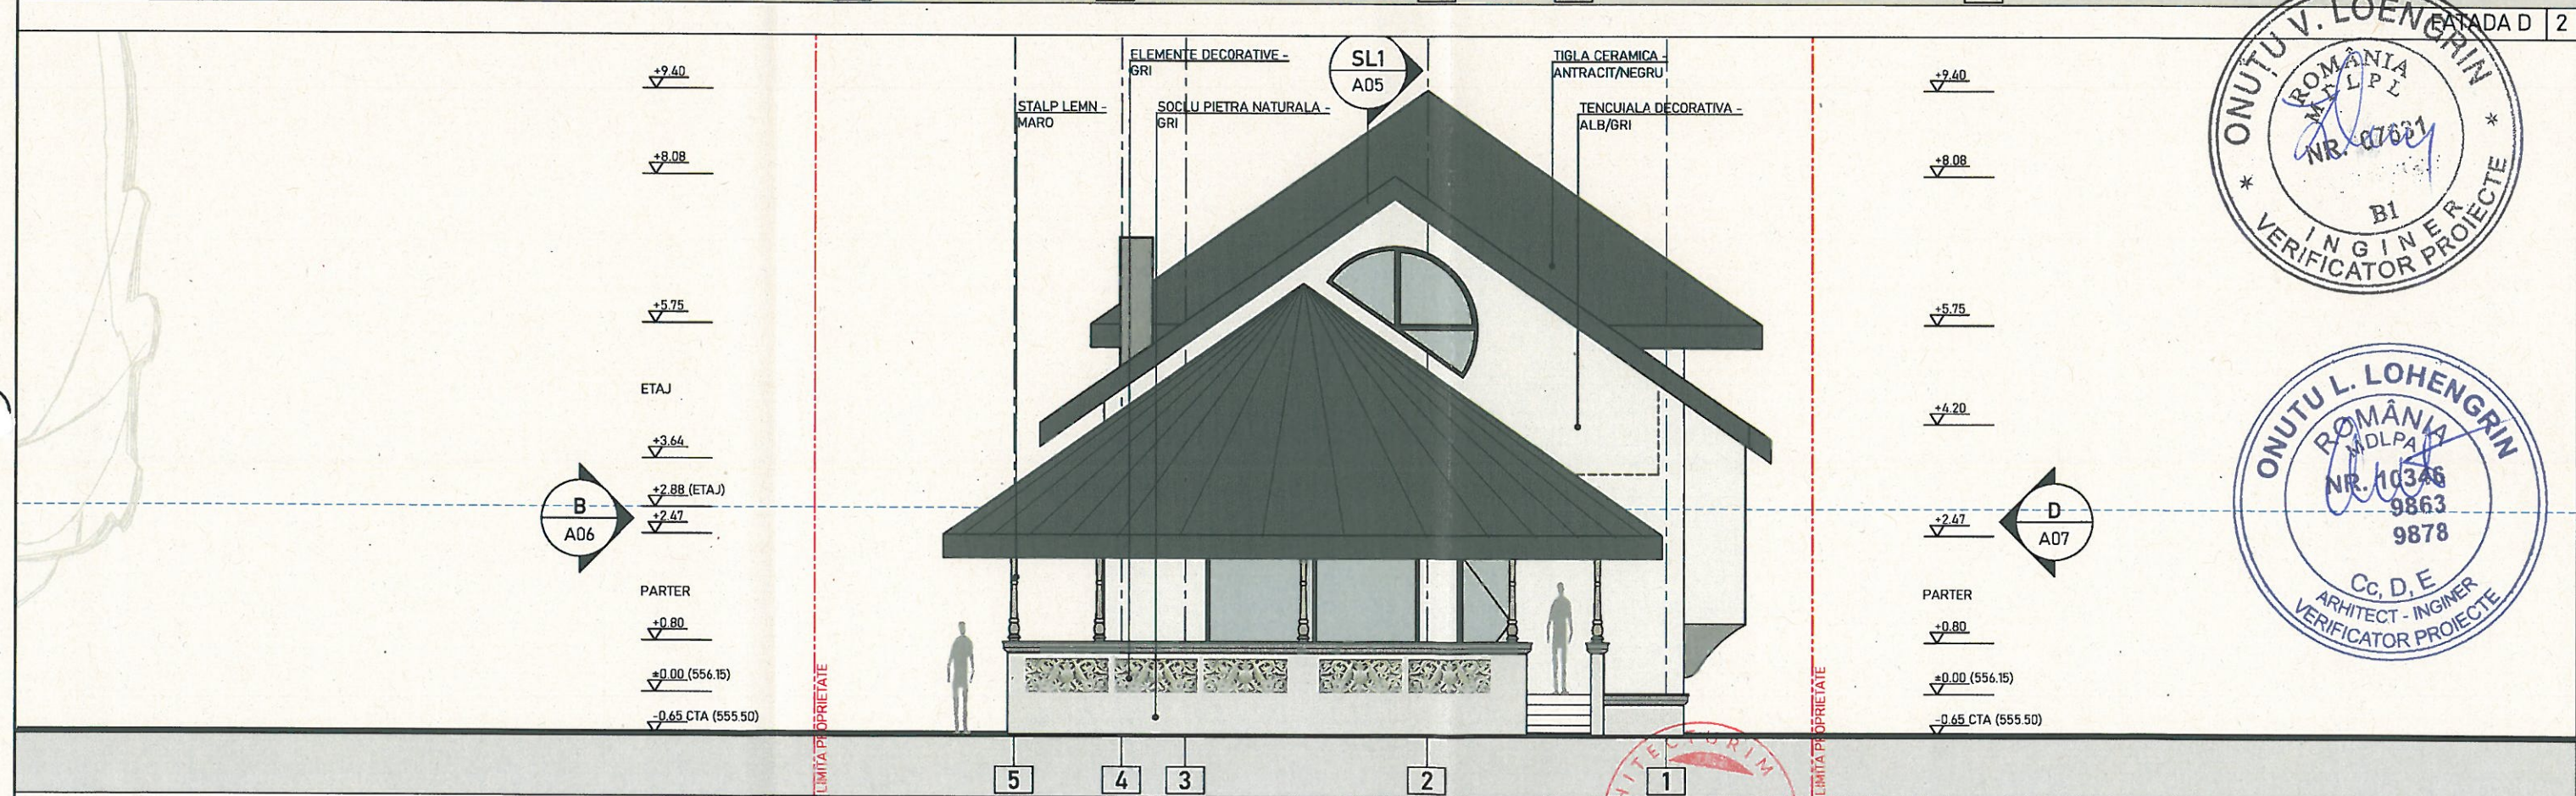 FATADA D 2
ELEMENTE DECORATIVE -
GRI
SL1
A05
TIGLA CERAMICA -
ANTRACIT/NEGRU
STALP LEMN -
MARO
SOCLU PIETRA NATURALA -
GRI
TENCUIALA DECORATIVA -
ALB/GRI
+9.40
+8.08
+5.75
ETAJ
+3.64
+2.88 (ETAJ)
+2.47
PARTER
+0.80
±0.00 (556.15)
-0.65 CTA (555.50)
B
A06
LIMITA PROPRIETATE
+9.40
+8.08
+5.75
+4.20
+2.47
PARTER
+0.80
±0.00 (556.15)
-0.65 CTA (555.50)
D
A07
LIMITA PROPRIETATE
5 4 3 2 1
ONUȚU V. LOENGRIN
ROMÂNIA
MDLPL
NR. 07631
B1
INGINER
* VERIFICATOR PROIECTE *
ONUTU L. LOHENGRIN
ROMÂNIA
MDLPA
NR. 10346
9863
9878
Cc, D, E
ARHITECT - INGINER
VERIFICATOR PROIECTE